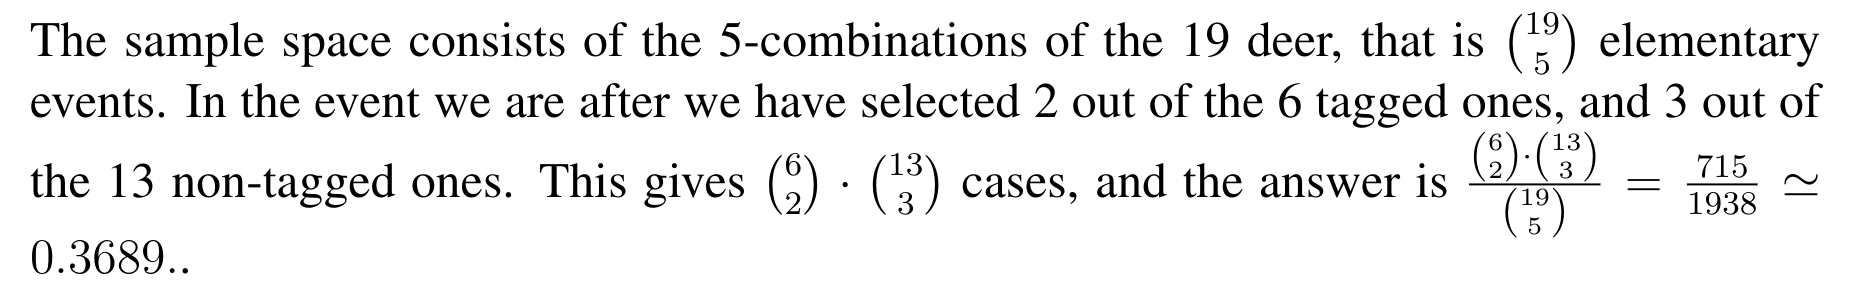 The sample space consists of the 5-combinations of the 19 deer, that is $\binom{19}{5}$ elementary
events. In the event we are after we have selected 2 out of the 6 tagged ones, and 3 out of
the 13 non-tagged ones. This gives $\binom{6}{2} \cdot \binom{13}{3}$ cases, and the answer is $\frac{\binom{6}{2} \cdot \binom{13}{3}}{\binom{19}{5}} = \frac{715}{1938} \simeq$
0.3689..